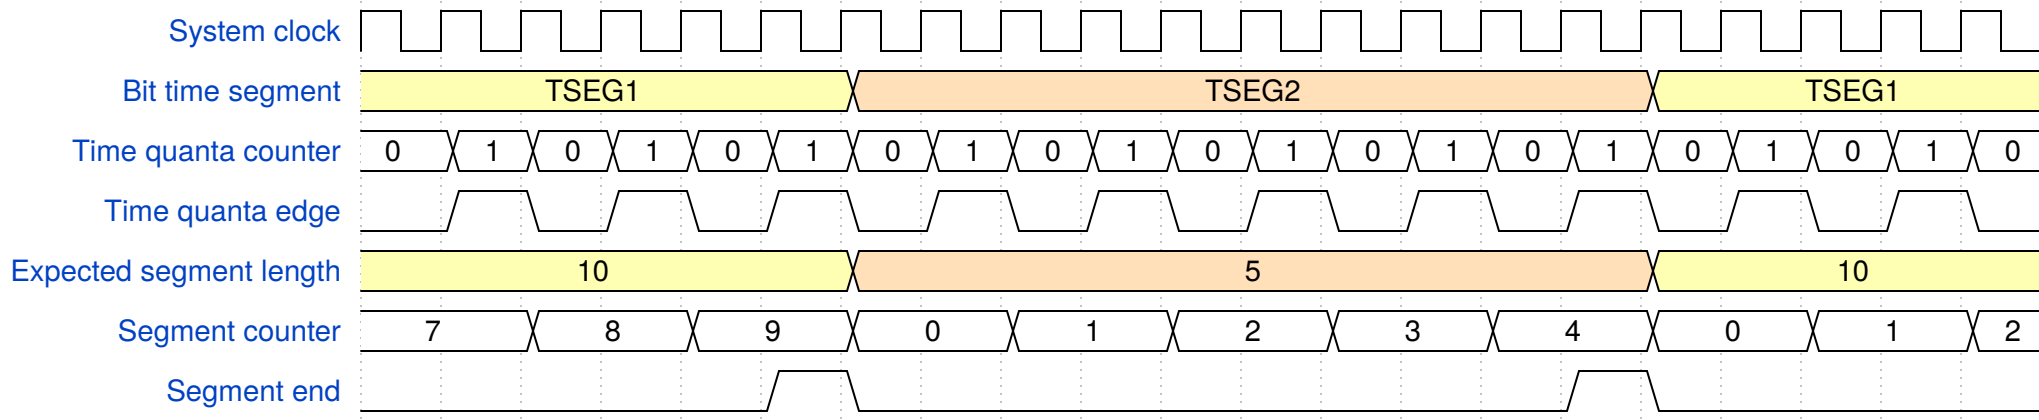 System clock
Bit time segment TSEG1 TSEG2 TSEG1
Time quanta counter 0 1 0 1 0 1 0 1 0 1 0 1 0 1 0 1 0 1 0 1 0
Time quanta edge
Expected segment length 10 5 10
Segment counter 7 8 9 0 1 2 3 4 0 1 2
Segment end